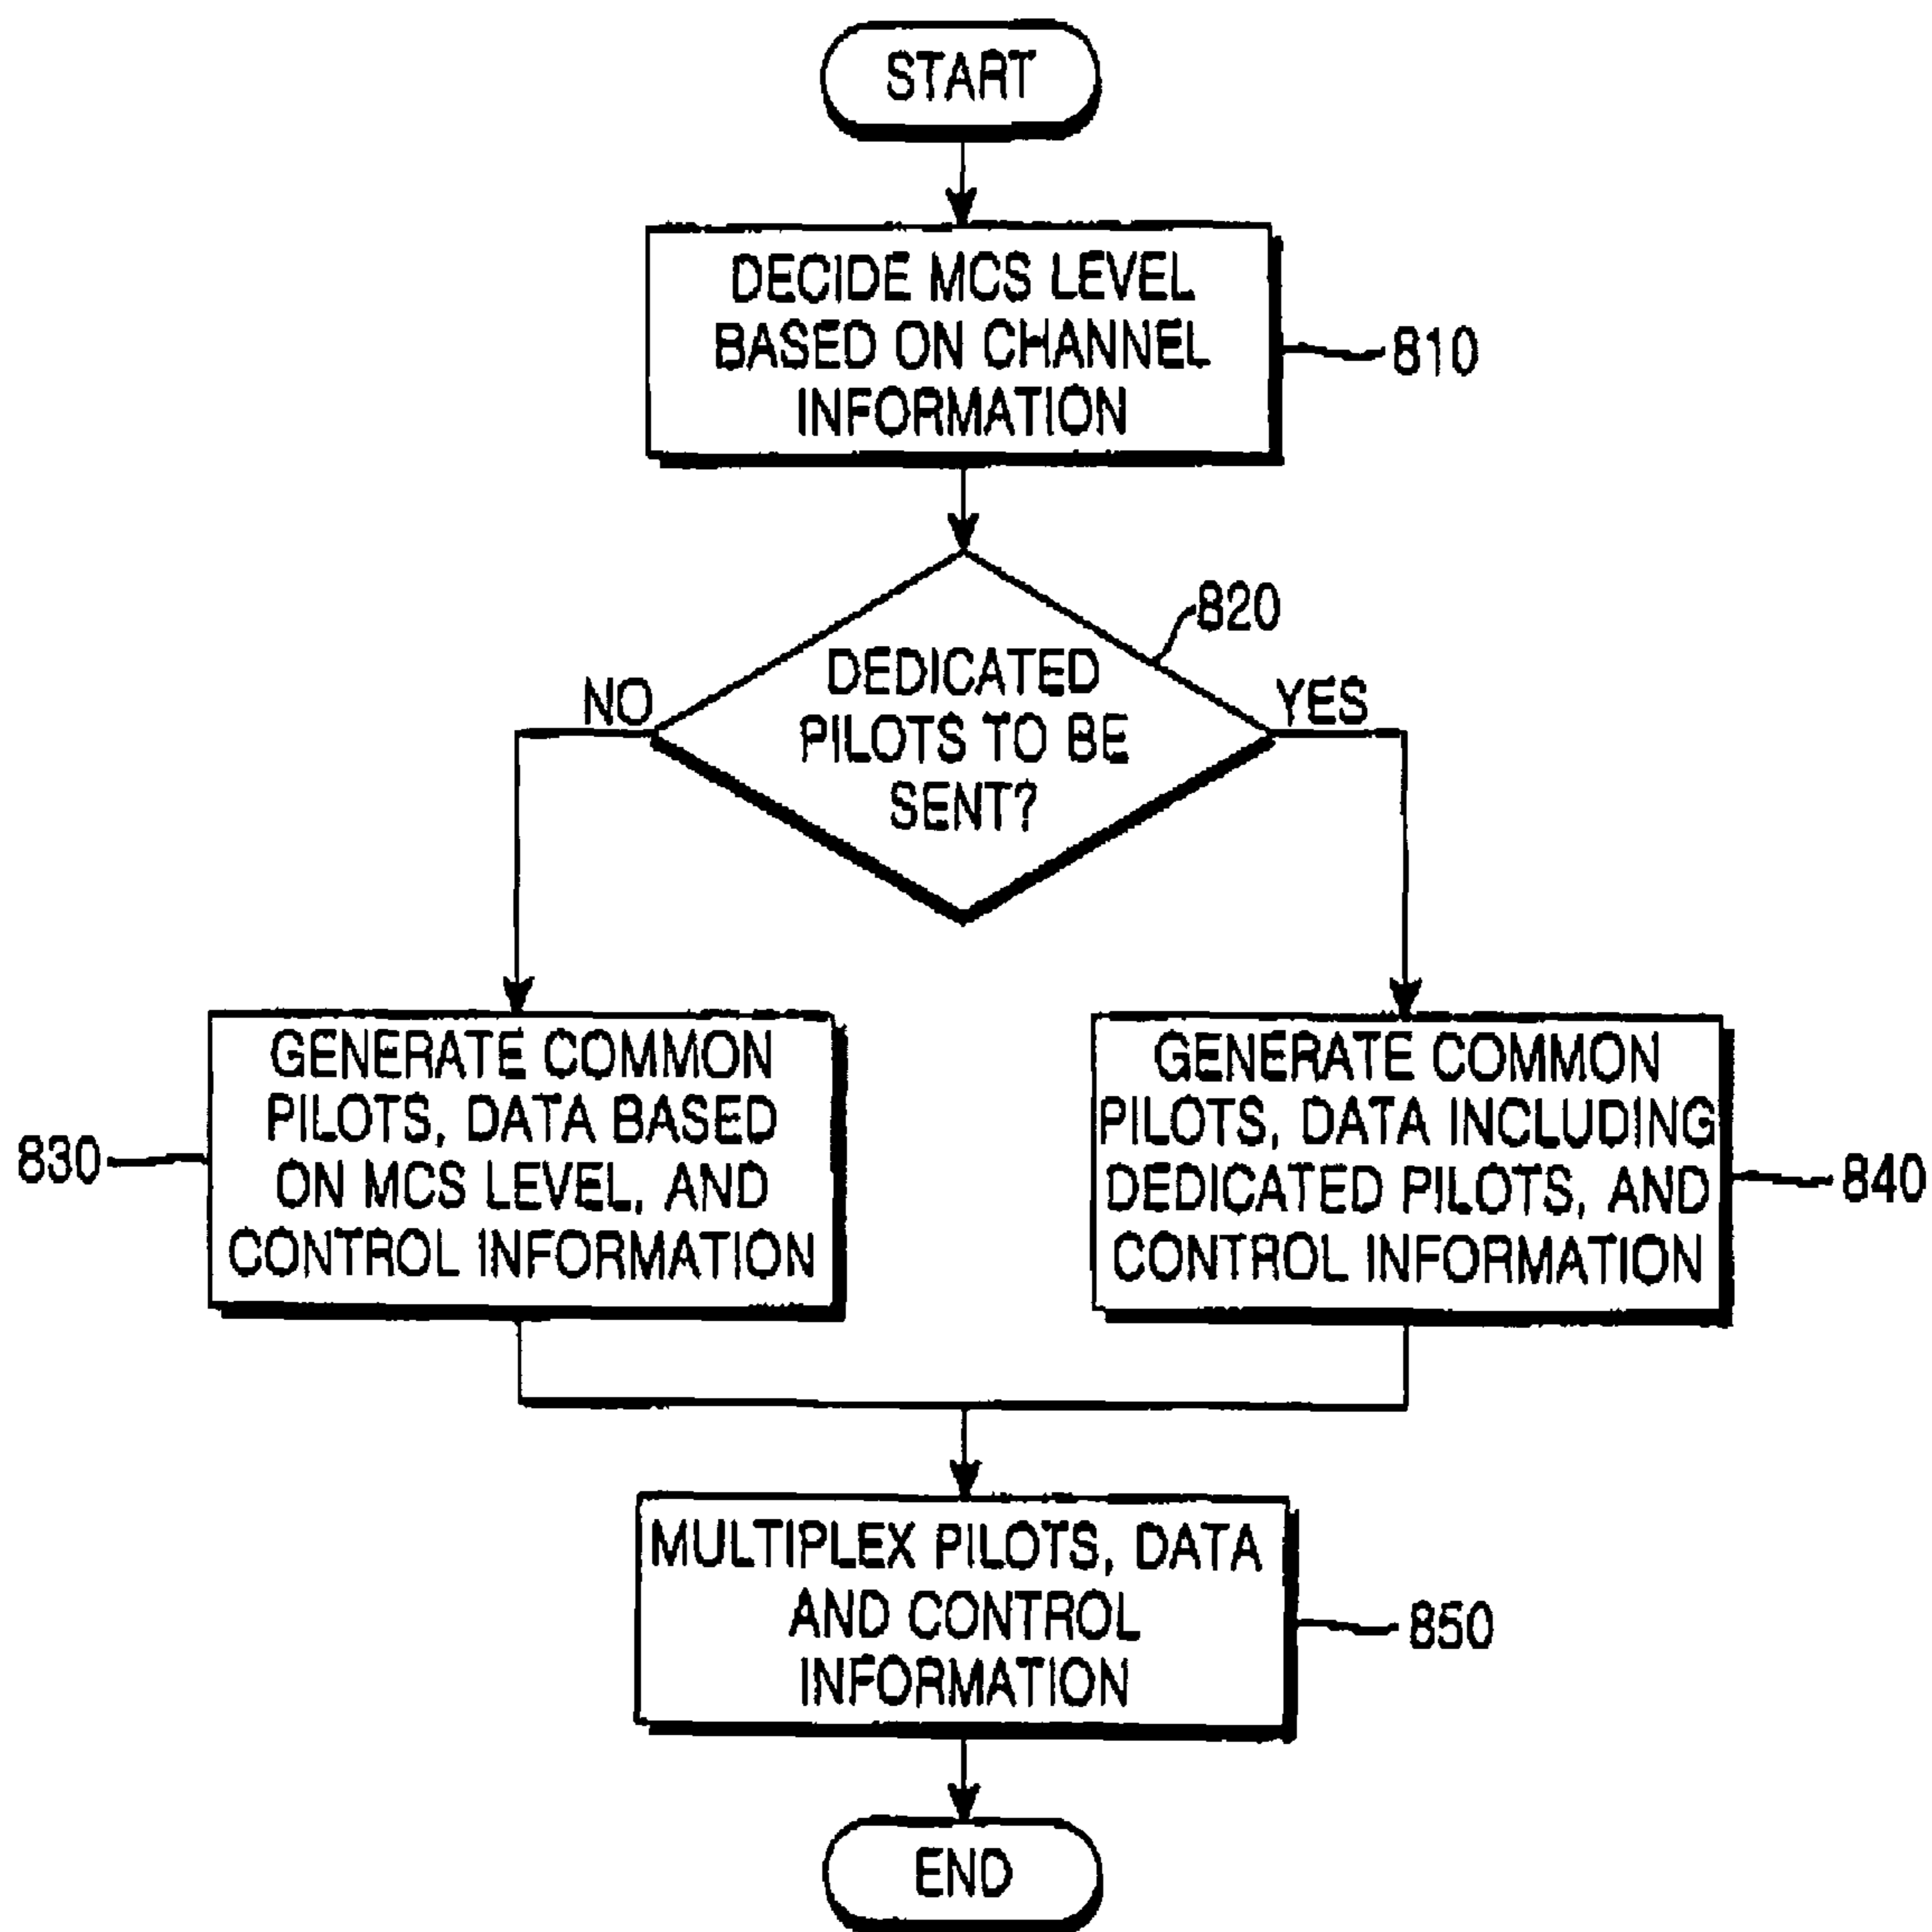 START
DECIDE MCS LEVEL
BASED ON CHANNEL
INFORMATION
810
820
DEDICATED
PILOTS TO BE
SENT?
NO
YES
GENERATE COMMON
PILOTS, DATA BASED
ON MCS LEVEL, AND
CONTROL INFORMATION
830
GENERATE COMMON
PILOTS, DATA INCLUDING
DEDICATED PILOTS, AND
CONTROL INFORMATION
840
MULTIPLEX PILOTS, DATA
AND CONTROL
INFORMATION
850
END